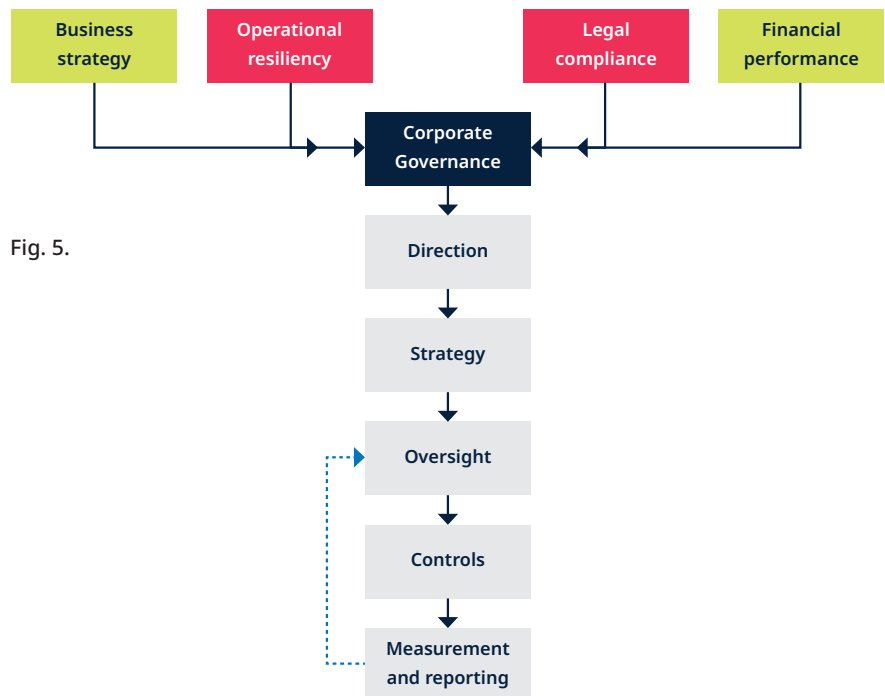 Business
strategy
Operational
resiliency
Legal
compliance
Financial
performance
Corporate
Governance
Fig. 5.
Direction
Strategy
Oversight
Controls
Measurement
and reporting